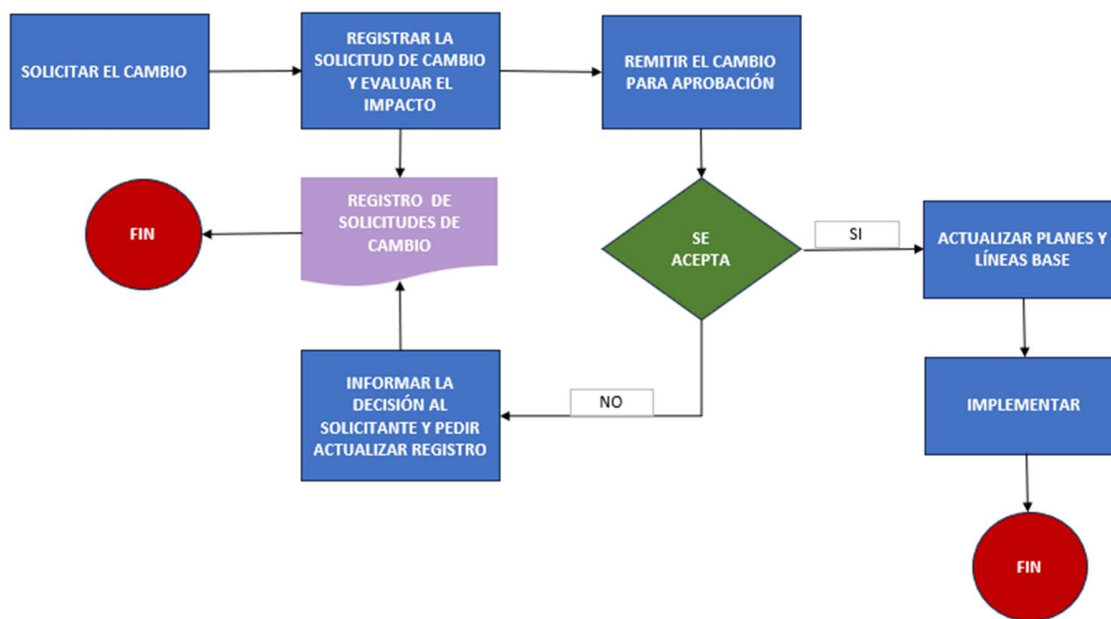 SOLICITAR EL CAMBIO
REGISTRAR LA
SOLICITUD DE CAMBIO
Y EVALUAR EL
IMPACTO
REMITIR EL CAMBIO
PARA APROBACIÓN
FIN
REGISTRO DE
SOLICITUDES DE
CAMBIO
SE
ACEPTA
SI
ACTUALIZAR PLANES Y
LÍNEAS BASE
INFORMAR LA
DECISIÓN AL
SOLICITANTE Y PEDIR
ACTUALIZAR REGISTRO
NO
IMPLEMENTAR
FIN